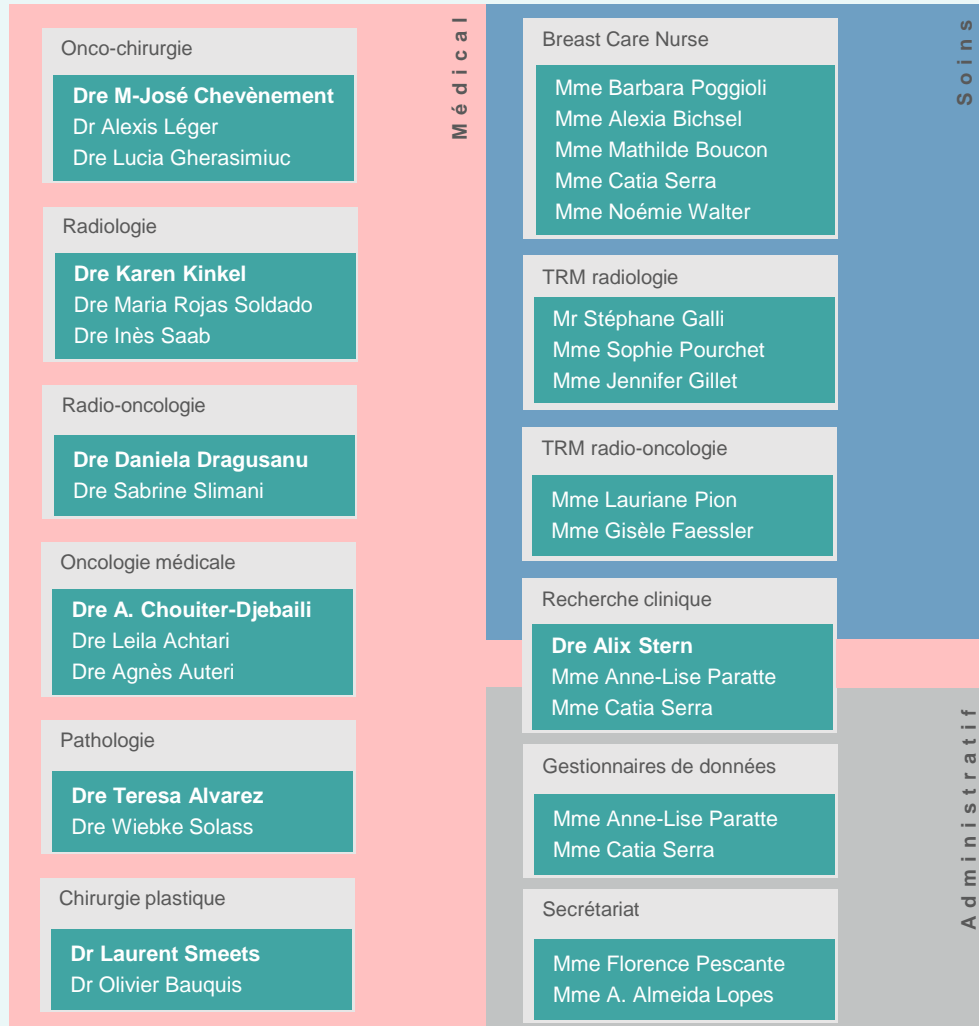 Médical
Onco-chirurgie
Dre M-José Chevènement
Dr Alexis Léger
Dre Lucia Gherasimiuc
Radiologie
Dre Karen Kinkel
Dre Maria Rojas Soldado
Dre Inès Saab
Radio-oncologie
Dre Daniela Dragusanu
Dre Sabrine Slimani
Oncologie médicale
Dre A. Chouiter-Djebaili
Dre Leila Achtari
Dre Agnès Auteri
Pathologie
Dre Teresa Alvarez
Dre Wiebke Solass
Chirurgie plastique
Dr Laurent Smeets
Dr Olivier Bauquis
Soins
Breast Care Nurse
Mme Barbara Poggioli
Mme Alexia Bichsel
Mme Mathilde Boucon
Mme Catia Serra
Mme Noémie Walter
TRM radiologie
Mr Stéphane Galli
Mme Sophie Pourchet
Mme Jennifer Gillet
TRM radio-oncologie
Mme Lauriane Pion
Mme Gisèle Faessler
Recherche clinique
Dre Alix Stern
Mme Anne-Lise Paratte
Mme Catia Serra
Administratif
Gestionnaires de données
Mme Anne-Lise Paratte
Mme Catia Serra
Secrétariat
Mme Florence Pescante
Mme A. Almeida Lopes